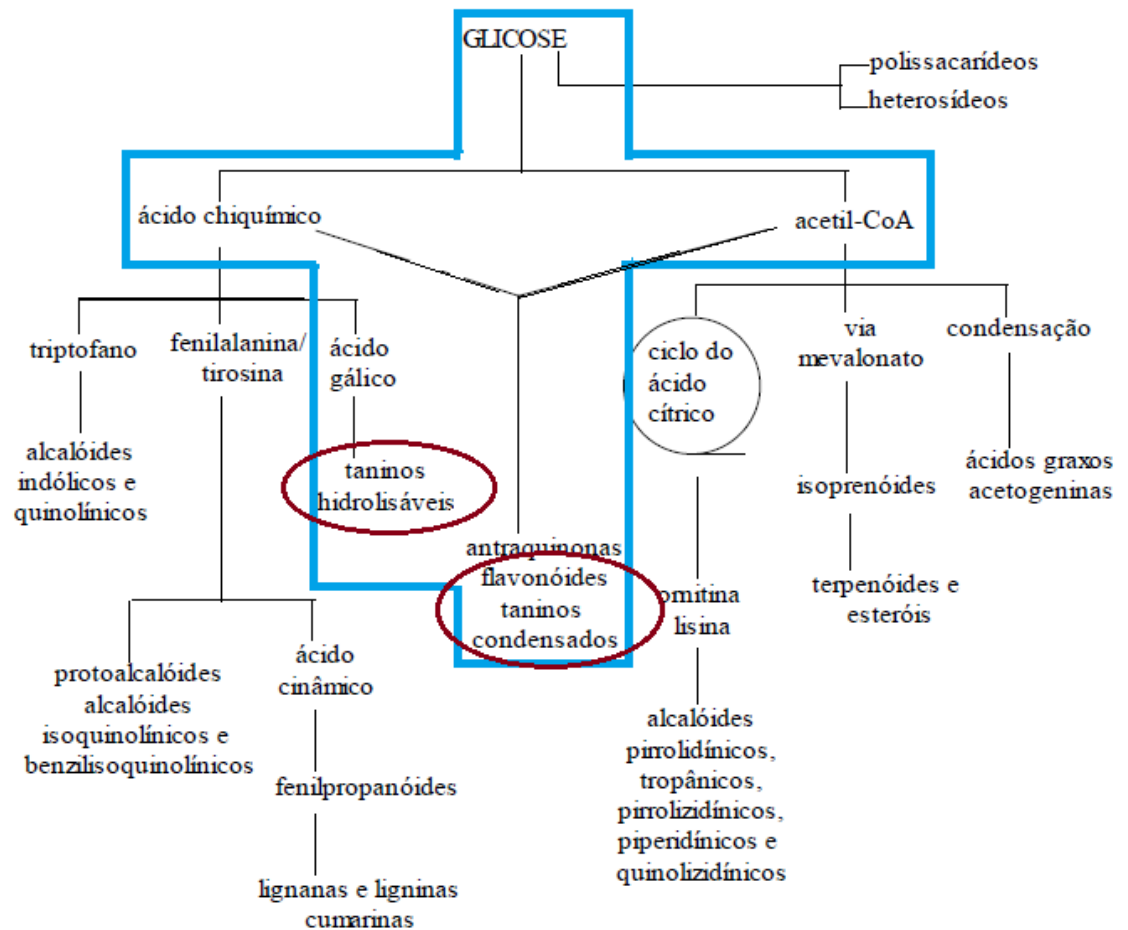 GLICOSE
polissacarídeos
heterosídeos
ácido chiquímico
acetil-CoA
triptofano
fenilalanina/
tirosina
ácido
gálico
ciclo do
ácido
cítrico
via
mevalonato
condensação
alcalóides
indólicos e
quinolínicos
taninos
hidrolisáveis
isoprenóides
ácidos graxos
acetogeninas
antraquinonas
flavonóides
taninos
condensados
ornitina
lisina
terpenóides e
esteróis
protoalcalóides
alcalóides
isoquinolínicos e
benzilisoquinolínicos
ácido
cinâmico
fenilpropanóides
lignanas e ligninas
cumarinas
alcalóides
pirrolidínicos,
tropânicos,
pirrolizidínicos,
piperidínicos e
quinolizidínicos